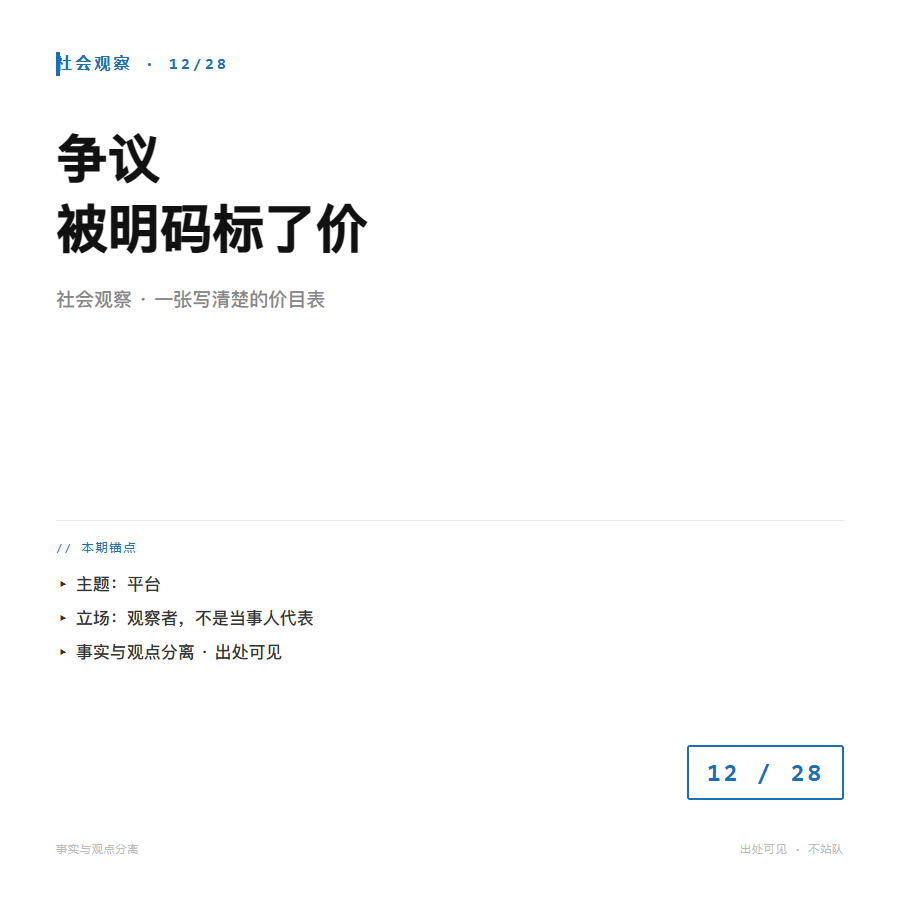 社会观察 · 12/28
争议
被明码标了价
社会观察 · 一张写清楚的价目表
// 本期锚点
▸ 主题：平台
▸ 立场：观察者，不是当事人代表
▸ 事实与观点分离 · 出处可见
12 / 28
事实与观点分离
出处可见 · 不站队